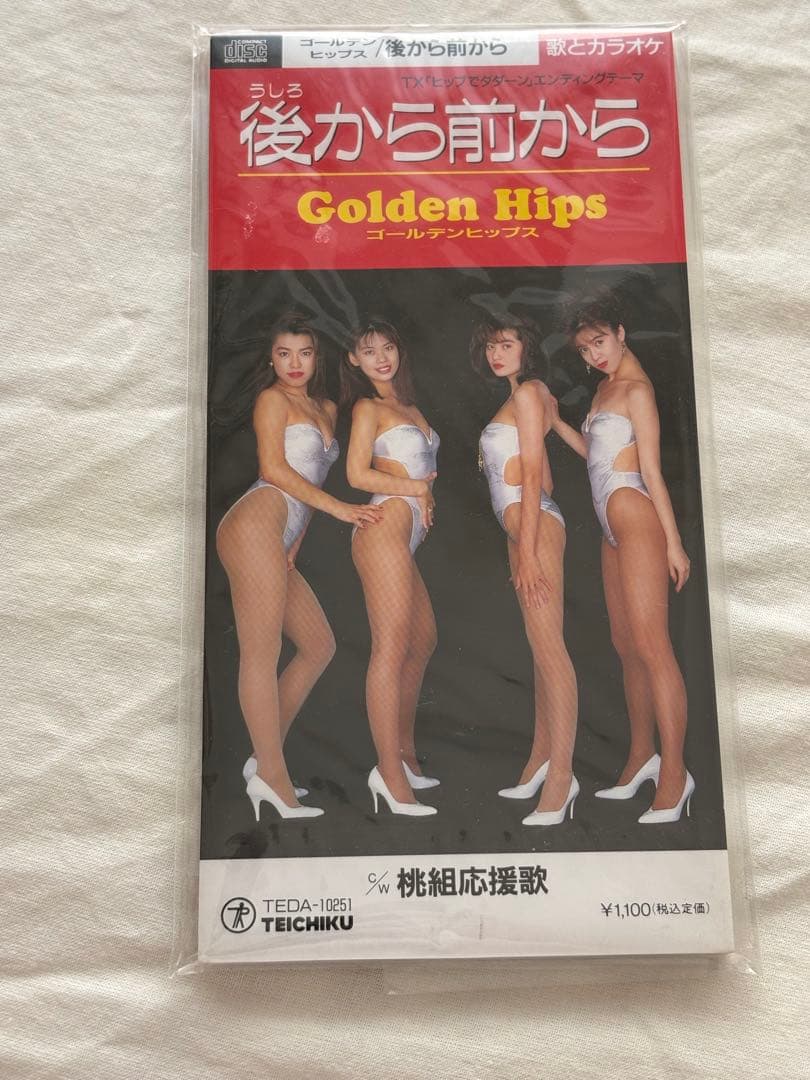 COMPACT
disc
DIGITAL AUDIO
ゴールデン
ヒップス/後から前から
歌とカラオケ
TX「ヒップでダダーン」エンディングテーマ
うしろ
後から前から
Golden Hips
ゴールデンヒップス
C/W 桃組応援歌
TEDA-10251
TEICHIKU
¥1,100(税込定価)